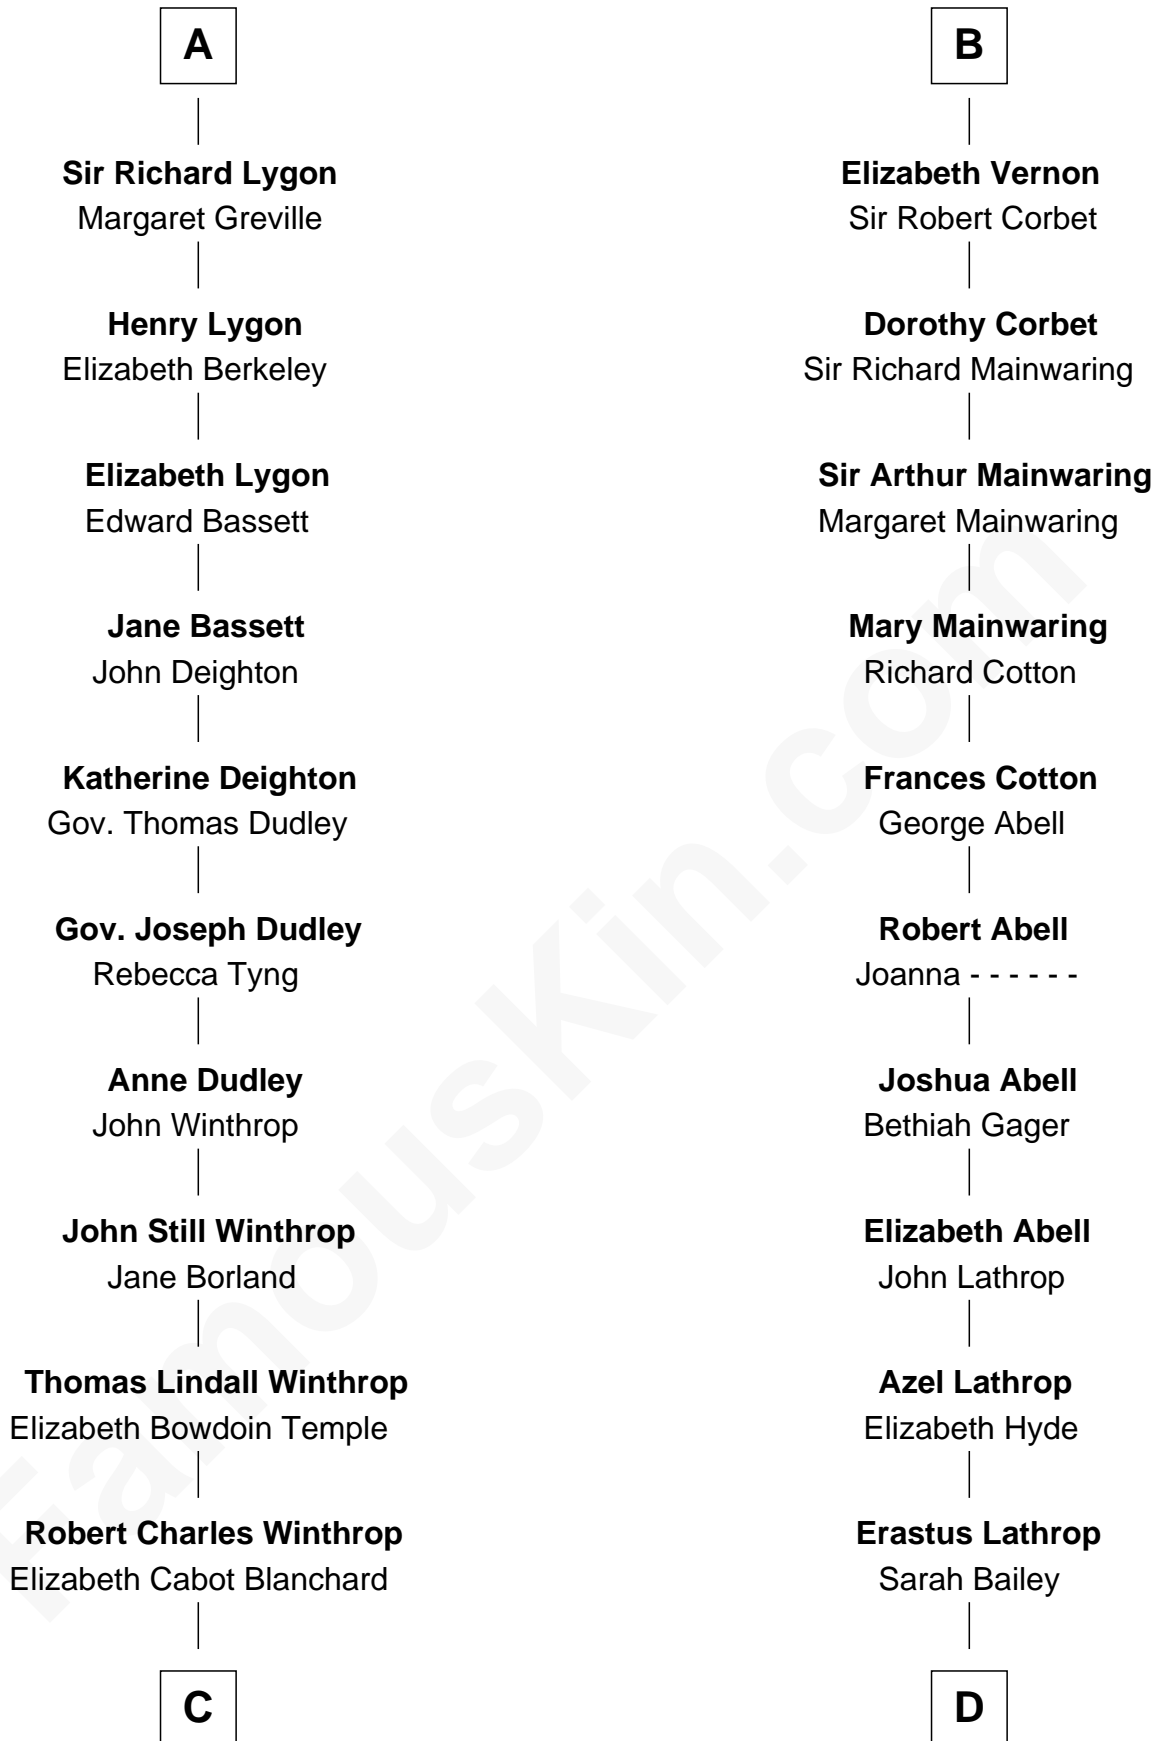 A
Sir Richard Lygon
Margaret Greville
Henry Lygon
Elizabeth Berkeley
Elizabeth Lygon
Edward Bassett
Jane Bassett
John Deighton
Katherine Deighton
Gov. Thomas Dudley
Gov. Joseph Dudley
Rebecca Tyng
Anne Dudley
John Winthrop
John Still Winthrop
Jane Borland
Thomas Lindall Winthrop
Elizabeth Bowdoin Temple
Robert Charles Winthrop
Elizabeth Cabot Blanchard
C
B
Elizabeth Vernon
Sir Robert Corbet
Dorothy Corbet
Sir Richard Mainwaring
Sir Arthur Mainwaring
Margaret Mainwaring
Mary Mainwaring
Richard Cotton
Frances Cotton
George Abell
Robert Abell
Joanna - - - - - -
Joshua Abell
Bethiah Gager
Elizabeth Abell
John Lathrop
Azel Lathrop
Elizabeth Hyde
Erastus Lathrop
Sarah Bailey
D
FamousKin.com